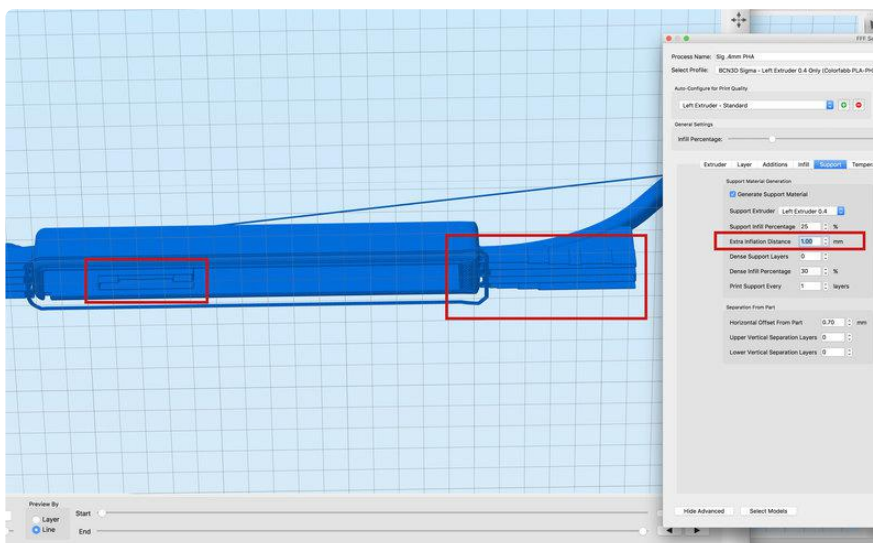 FFF Se
Process Name: Sig .4mm PHA
Select Profile: BCN3D Sigma - Left Extruder 0.4 Only (Colorfabb PLA-PH
Auto-Configure for Print Quality
Left Extruder - Standard
General Settings
Infill Percentage:
Extruder Layer Additions Infill Support Temper
Support Material Generation
Generate Support Material
Support Extruder Left Extruder 0.4
Support Infill Percentage 25 %
Extra Inflation Distance 1.00 mm
Dense Support Layers 0
Dense Infill Percentage 30 %
Print Support Every 1 layers
Separation From Part
Horizontal Offset From Part 0.70 mm
Upper Vertical Separation Layers 0
Lower Vertical Separation Layers 0
Hide Advanced Select Models
Preview By
Layer
Line
Start
End